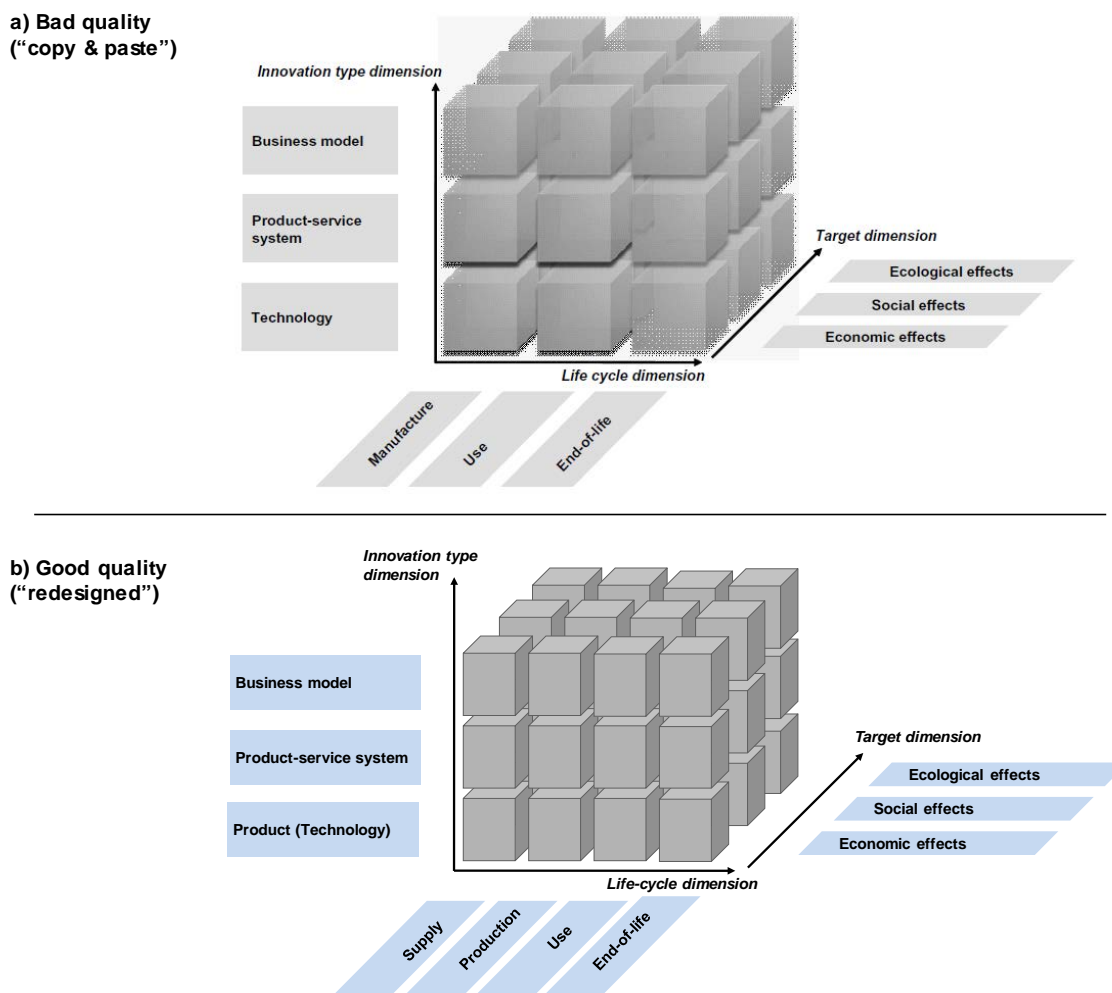 a) Bad quality
(“copy & paste”)
Innovation type dimension
Business model
Product-service
system
Technology
Target dimension
Ecological effects
Social effects
Economic effects
Life cycle dimension
Manufacture
Use
End-of-life
b) Good quality
(“redesigned”)
Innovation type
dimension
Business model
Product-service system
Product (Technology)
Target dimension
Ecological effects
Social effects
Economic effects
Life-cycle dimension
Supply
Production
Use
End-of-life